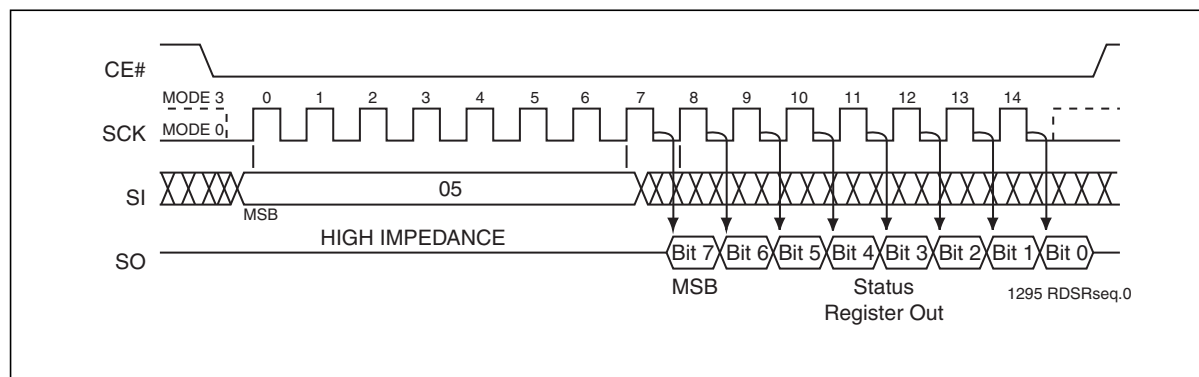 CE#
MODE 3 0 1 2 3 4 5 6 7 8 9 10 11 12 13 14
SCK MODE 0
SI 05
MSB
HIGH IMPEDANCE
SO Bit 7 Bit 6 Bit 5 Bit 4 Bit 3 Bit 2 Bit 1 Bit 0
MSB Status 1295 RDSRseq.0
Register Out